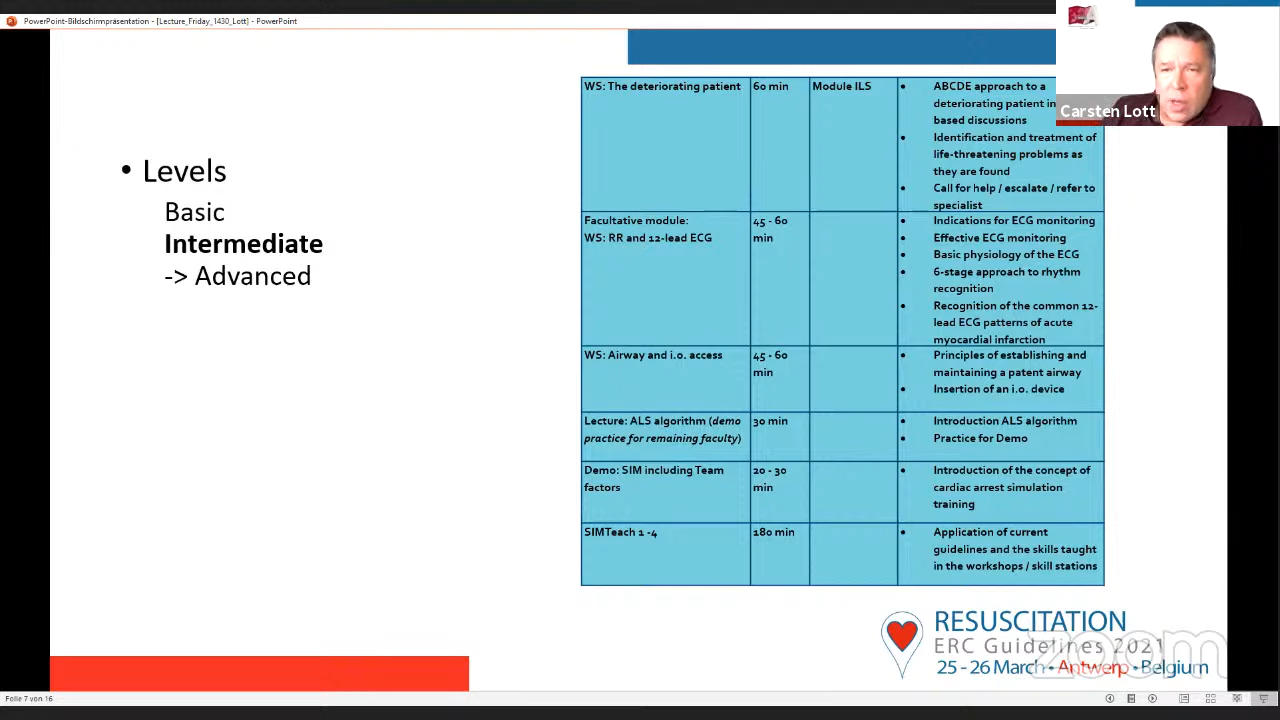 PowerPoint-Bildschirmpräsentation - [Lecture_Friday_1430_Lott] - PowerPoint
Carsten Lott
• Levels
Basic
Intermediate
-> Advanced
WS: The deteriorating patient
60 min
Module ILS
• ABCDE approach to a
deteriorating patient in
based discussions
• Identification and treatment of
life-threatening problems as
they are found
• Call for help / escalate / refer to
specialist
Facultative module:
WS: RR and 12-lead ECG
45 - 60
min
• Indications for ECG monitoring
• Effective ECG monitoring
• Basic physiology of the ECG
• 6-stage approach to rhythm
recognition
• Recognition of the common 12-
lead ECG patterns of acute
myocardial infarction
WS: Airway and i.o. access
45 - 60
min
• Principles of establishing and
maintaining a patent airway
• Insertion of an i.o. device
Lecture: ALS algorithm (demo
practice for remaining faculty)
30 min
• Introduction ALS algorithm
• Practice for Demo
Demo: SIM including Team
factors
20 - 30
min
• Introduction of the concept of
cardiac arrest simulation
training
SIMTeach 1 -4
180 min
• Application of current
guidelines and the skills taught
in the workshops / skill stations
RESUSCITATION
ERC Guidelines 2021
25 - 26 March • Antwerp • Belgium
zoom
Folie 7 von 16